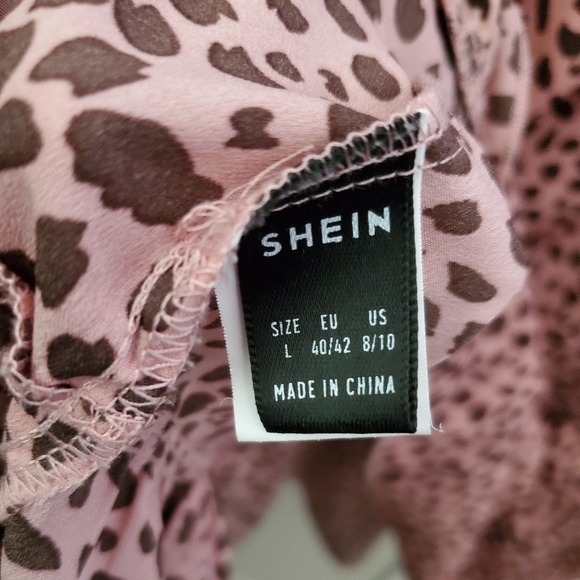 SHEIN
SIZE EU US
L 40/42 8/10
MADE IN CHINA